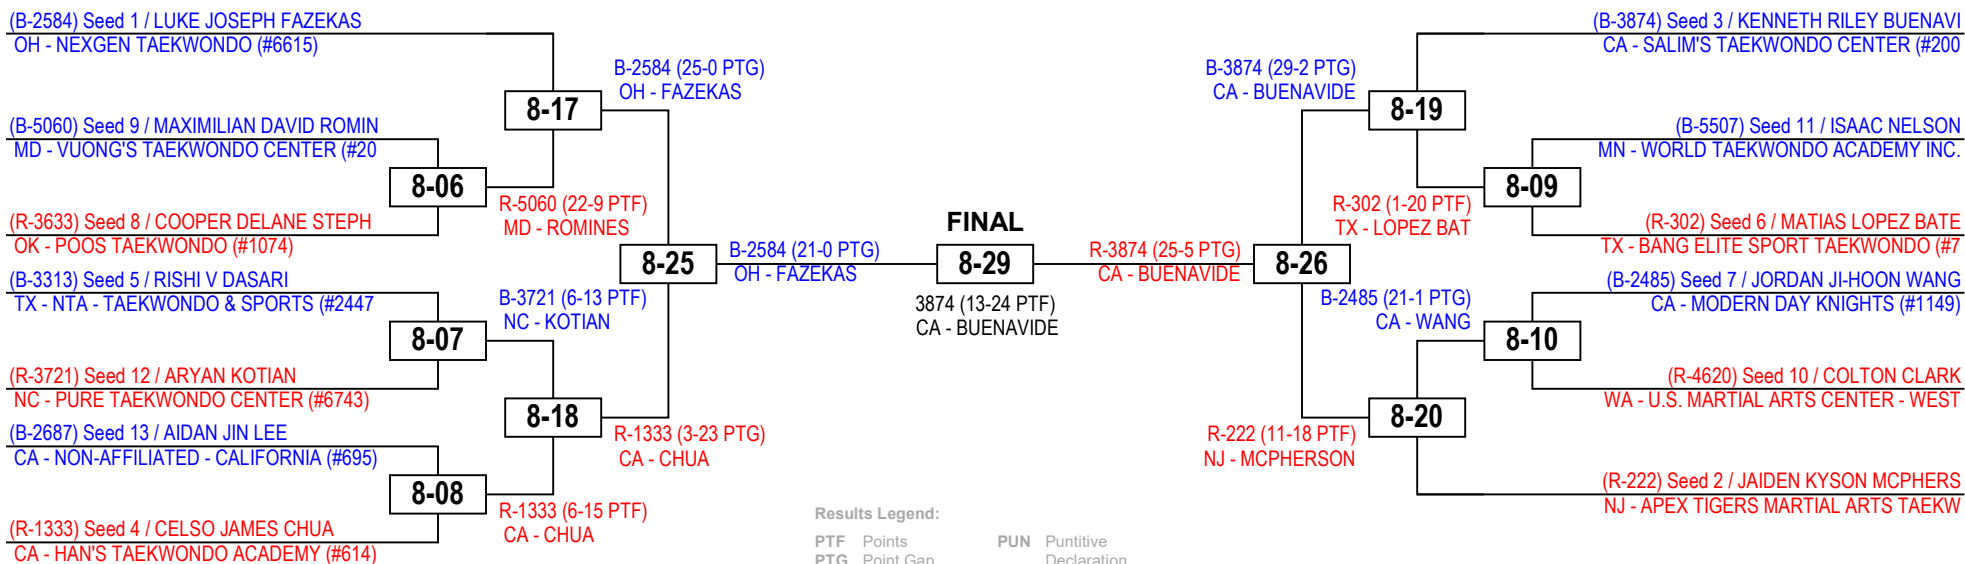 (B-2584) Seed 1 / LUKE JOSEPH FAZEKAS
OH - NEXGEN TAEKWONDO (#6615)
(B-5060) Seed 9 / MAXIMILIAN DAVID ROMIN
MD - VUONG'S TAEKWONDO CENTER (#20
(R-3633) Seed 8 / COOPER DELANE STEPH
OK - POOS TAEKWONDO (#1074)
(B-3313) Seed 5 / RISHI V DASARI
TX - NTA - TAEKWONDO & SPORTS (#2447
(R-3721) Seed 12 / ARYAN KOTIAN
NC - PURE TAEKWONDO CENTER (#6743)
(B-2687) Seed 13 / AIDAN JIN LEE
CA - NON-AFFILIATED - CALIFORNIA (#695)
(R-1333) Seed 4 / CELSO JAMES CHUA
CA - HAN'S TAEKWONDO ACADEMY (#614)
8-06
8-07
8-08
8-17
R-5060 (22-9 PTF)
MD - ROMINES
B-3721 (6-13 PTF)
NC - KOTIAN
8-18
R-1333 (6-15 PTF)
CA - CHUA
B-2584 (25-0 PTG)
OH - FAZEKAS
8-25
R-1333 (3-23 PTG)
CA - CHUA
B-2584 (21-0 PTG)
OH - FAZEKAS
FINAL
8-29
3874 (13-24 PTF)
CA - BUENAVIDE
R-3874 (25-5 PTG)
CA - BUENAVIDE
8-26
B-3874 (29-2 PTG)
CA - BUENAVIDE
R-222 (11-18 PTF)
NJ - MCPHERSON
8-19
R-302 (1-20 PTF)
TX - LOPEZ BAT
B-2485 (21-1 PTG)
CA - WANG
8-20
8-09
8-10
(B-3874) Seed 3 / KENNETH RILEY BUENAVI
CA - SALIM'S TAEKWONDO CENTER (#200
(B-5507) Seed 11 / ISAAC NELSON
MN - WORLD TAEKWONDO ACADEMY INC.
(R-302) Seed 6 / MATIAS LOPEZ BATE
TX - BANG ELITE SPORT TAEKWONDO (#7
(B-2485) Seed 7 / JORDAN JI-HOON WANG
CA - MODERN DAY KNIGHTS (#1149)
(R-4620) Seed 10 / COLTON CLARK
WA - U.S. MARTIAL ARTS CENTER - WEST
(R-222) Seed 2 / JAIDEN KYSON MCPHERS
NJ - APEX TIGERS MARTIAL ARTS TAEKW
Results Legend:
PTF Points PUN Puntitive
PTG Point Gap Declaration